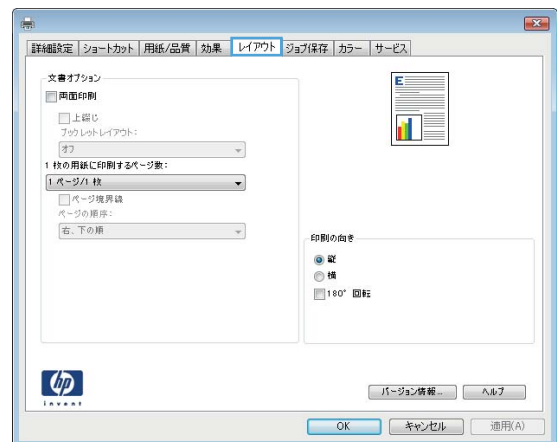 詳細設定 ショートカット 用紙/品質 効果 レイアウト ジョブ保存 カラー サービス
文書オプション
両面印刷
上綴じ
ブックレットレイアウト:
オフ
1 枚の用紙に印刷するページ数:
1 ページ/1 枚
ページ境界線
ページの順序:
右、下の順
E
印刷の向き
縦
横
180° 回転
hp
invent
バージョン情報... ヘルプ
OK キャンセル 適用(A)